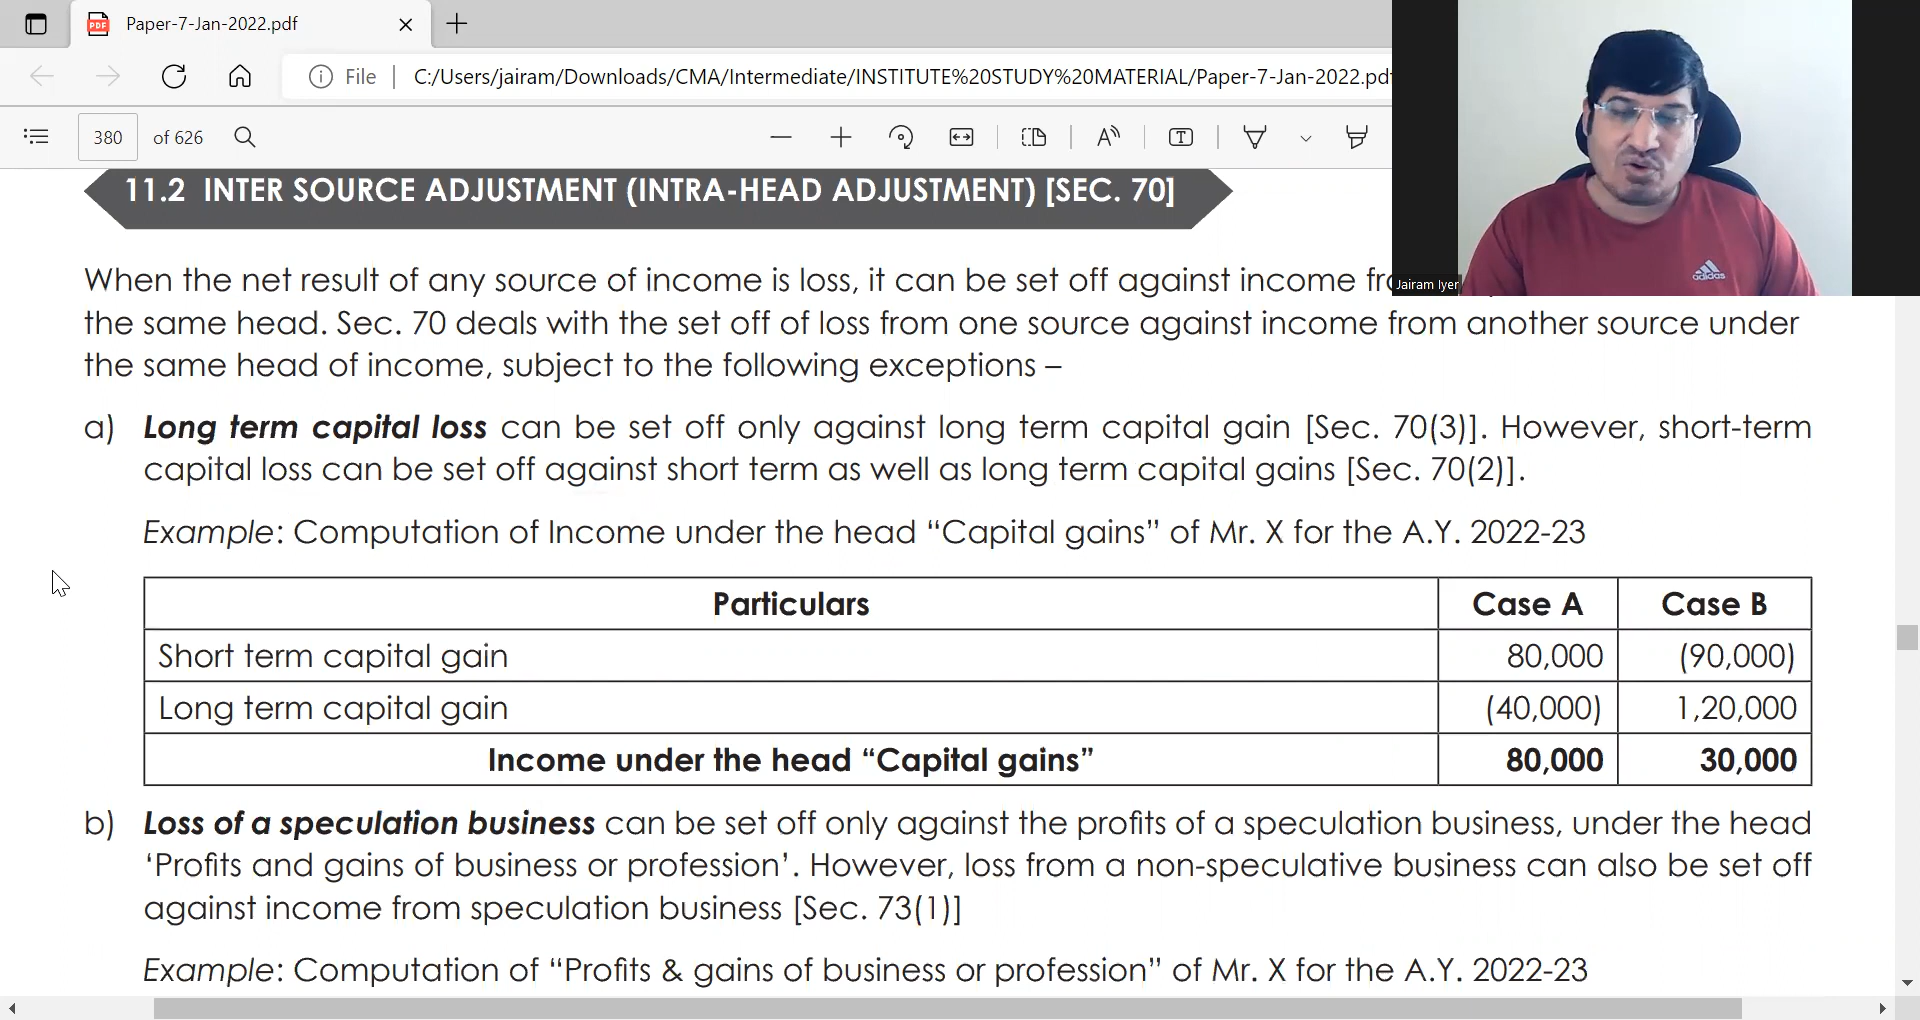 Paper-7-Jan-2022.pdf
File
C:/Users/jairam/Downloads/CMA/Intermediate/INSTITUTE%20STUDY%20MATERIAL/Paper-7-Jan-2022.pdf
380 of 626
11.2 INTER SOURCE ADJUSTMENT (INTRA-HEAD ADJUSTMENT) [SEC. 70]
Jairam Iyer
adidas
When the net result of any source of income is loss, it can be set off against income
the same head. Sec. 70 deals with the set off of loss from one source against income from another source under
the same head of income, subject to the following exceptions –
a) Long term capital loss can be set off only against long term capital gain [Sec. 70(3)]. However, short-term
capital loss can be set off against short term as well as long term capital gains [Sec. 70(2)].
Example: Computation of Income under the head “Capital gains” of Mr. X for the A.Y. 2022-23
Particulars Case A Case B
Short term capital gain 80,000 (90,000)
Long term capital gain (40,000) 1,20,000
Income under the head “Capital gains” 80,000 30,000
b) Loss of a speculation business can be set off only against the profits of a speculation business, under the head
‘Profits and gains of business or profession’. However, loss from a non-speculative business can also be set off
against income from speculation business [Sec. 73(1)]
Example: Computation of “Profits & gains of business or profession” of Mr. X for the A.Y. 2022-23